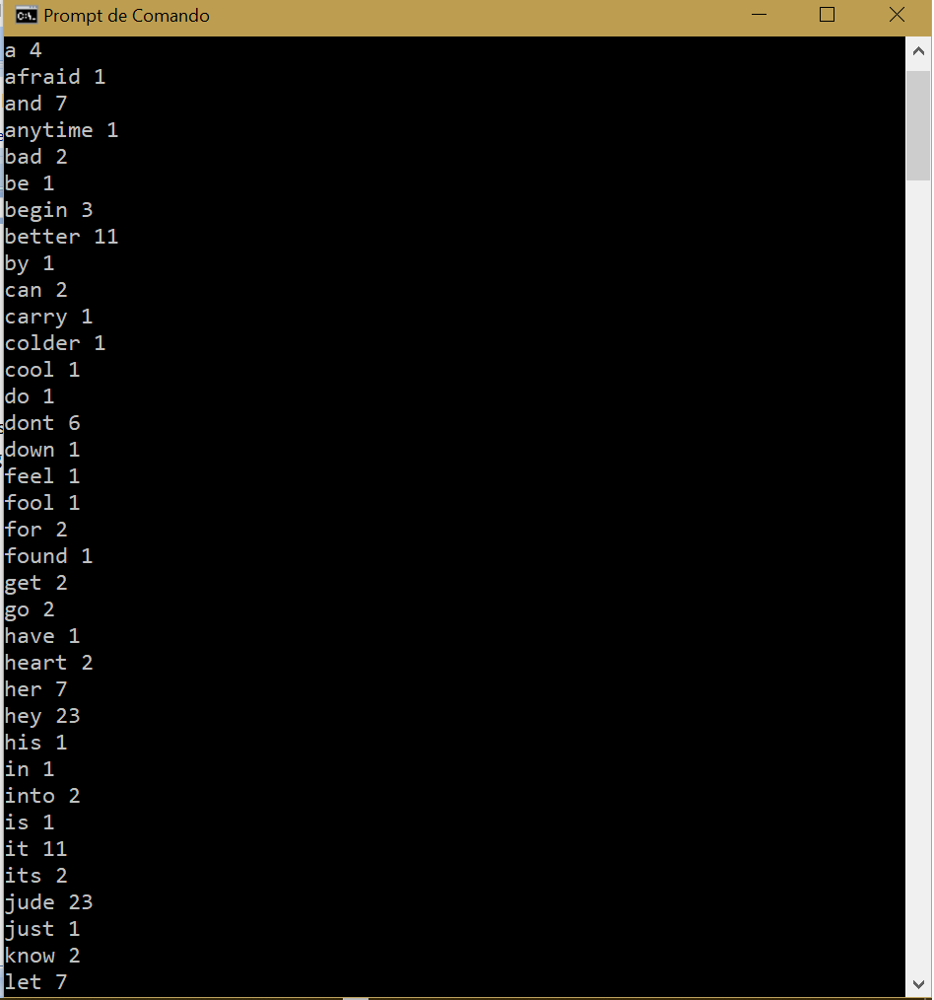 Prompt de Comando
a 4
afraid 1
and 7
anytime 1
bad 2
be 1
begin 3
better 11
by 1
can 2
carry 1
colder 1
cool 1
do 1
dont 6
down 1
feel 1
fool 1
for 2
found 1
get 2
go 2
have 1
heart 2
her 7
hey 23
his 1
in 1
into 2
is 1
it 11
its 2
jude 23
just 1
know 2
let 7